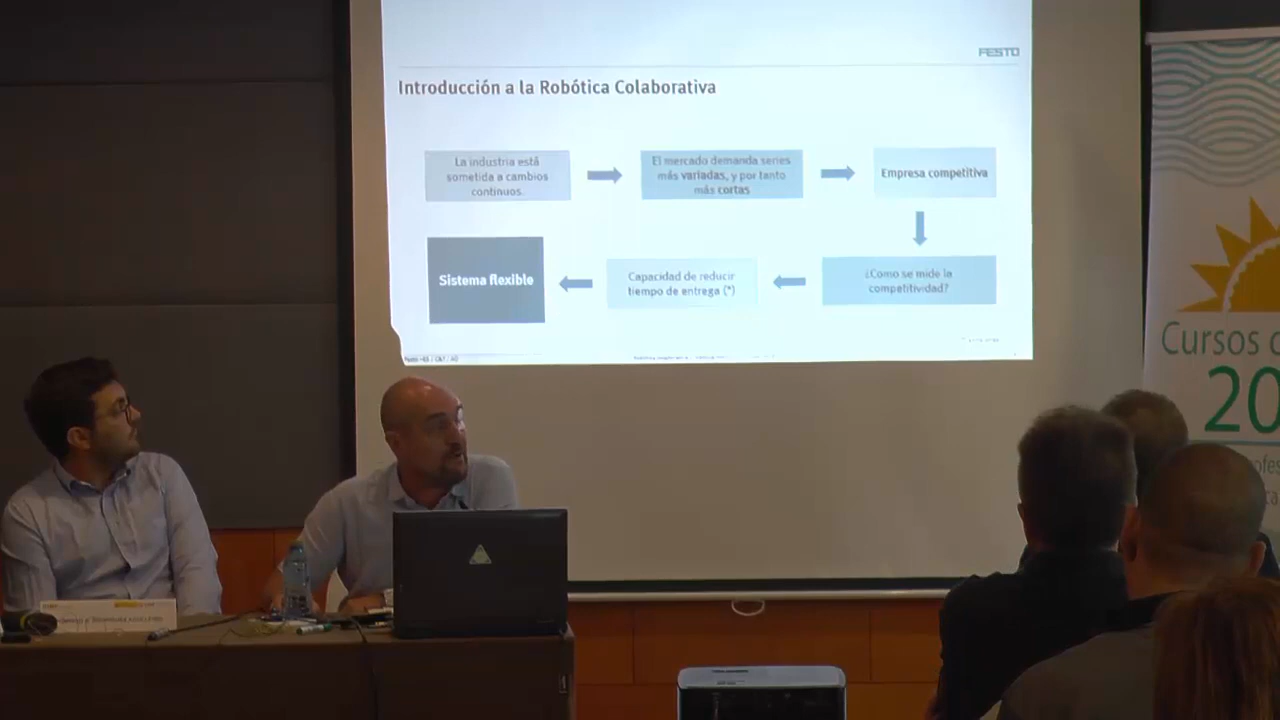 FESTO
Introducción a la Robótica Colaborativa
La industria está
sometida a cambios
continuos.
El mercado demanda series
más variadas, y por tanto
más cortas
Empresa competitiva
¿Como se mide la
competitividad?
Capacidad de reducir
tiempo de entrega (*)
Sistema flexible
Cursos
20